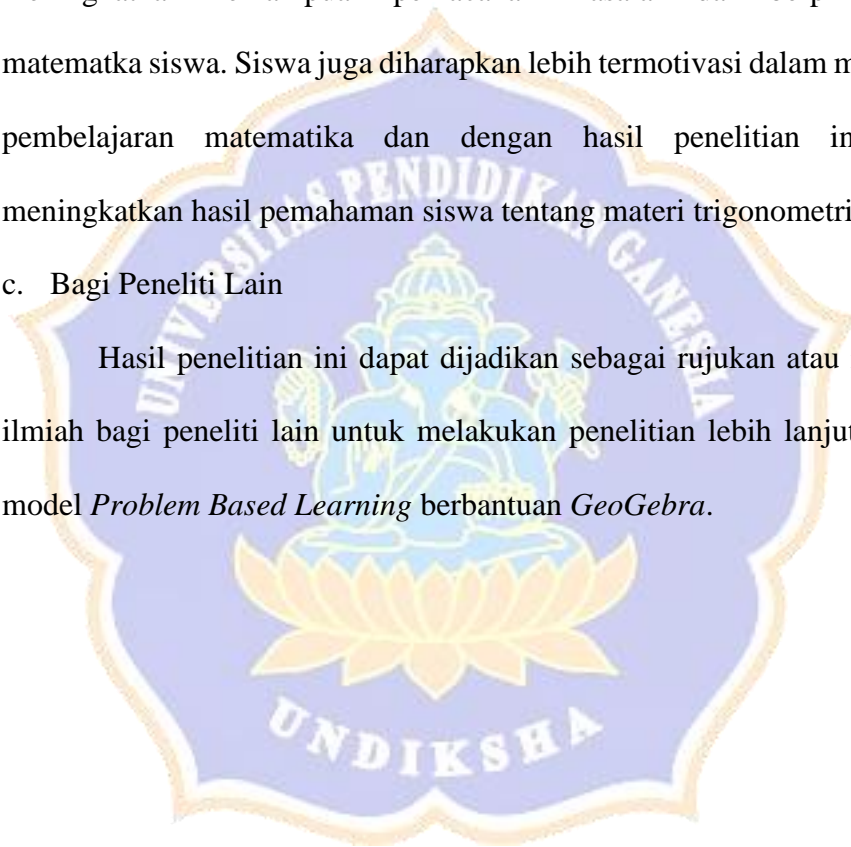 matematka siswa. Siswa juga diharapkan lebih termotivasi dalam m
pembelajaran matematika dan dengan hasil penelitian in
meningkatkan hasil pemahaman siswa tentang materi trigonometri
c. Bagi Peneliti Lain
Hasil penelitian ini dapat dijadikan sebagai rujukan atau
ilmiah bagi peneliti lain untuk melakukan penelitian lebih lanjut
model Problem Based Learning berbantuan GeoGebra.
UNIVERSITAS PENDIDIKAN GANESHA
UNDIKSHA